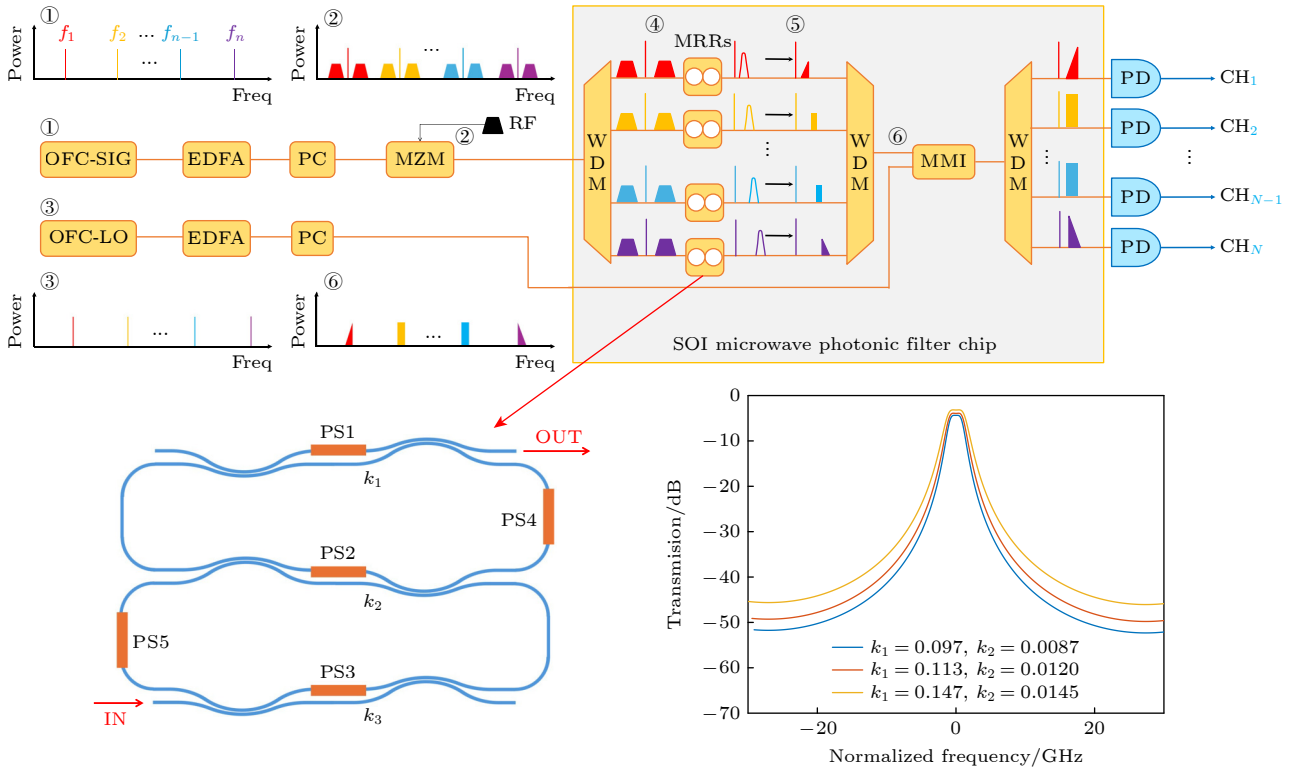 ①
Power
f1 f2 ... fn−1 fn
...
Freq
②
Power
...
Freq
①
OFC-SIG
EDFA
PC
MZM
②
RF
③
OFC-LO
EDFA
PC
③
Power
...
Freq
⑥
Power
...
Freq
④
⑤
MRRs
WDM
...
WDM
⑥
MMI
WDM
...
PD
CH1
PD
CH2
...
PD
CHN−1
PD
CHN
SOI microwave photonic filter chip
PS1
OUT
k1
PS4
PS2
k2
PS5
PS3
IN
k3
Transmision/dB
0
−10
−20
−30
−40
−50
−60
−70
k1 = 0.097, k2 = 0.0087
k1 = 0.113, k2 = 0.0120
k1 = 0.147, k2 = 0.0145
−20
0
20
Normalized frequency/GHz